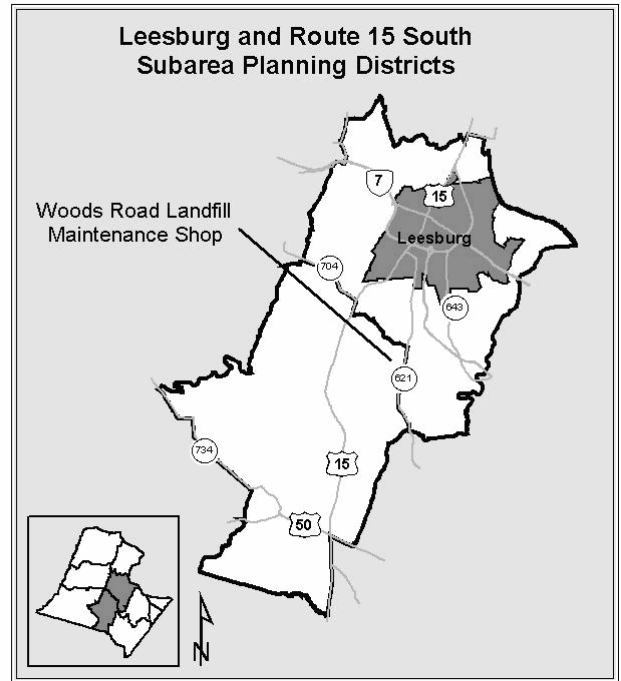 Leesburg and Route 15 South
Subarea Planning Districts
7
15
Woods Road Landfill
Maintenance Shop
Leesburg
704
643
621
734
15
50
N